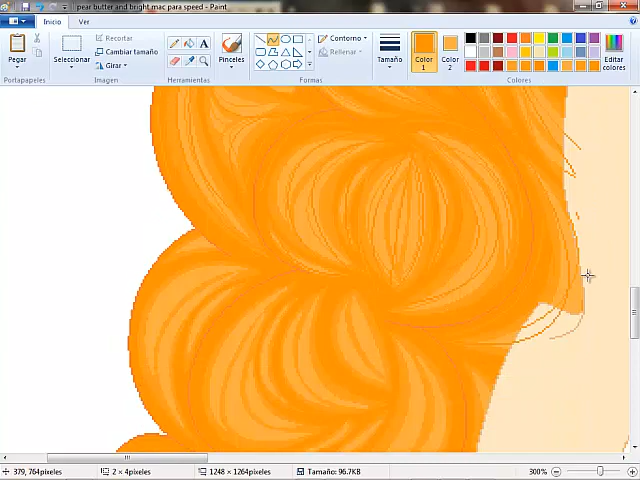 pear butter and bright mac para speed - Paint
Inicio Ver
Pegar
Seleccionar
Recortar
Cambiar tamaño
Girar
A
Pinceles
Contorno
Rellenar
Tamaño
Color 1
Color 2
Editar colores
Portapapeles Imagen Herramientas Formas Colores
379, 764píxeles 2 × 4píxeles 1248 × 1264píxeles Tamaño: 96.7KB 300%